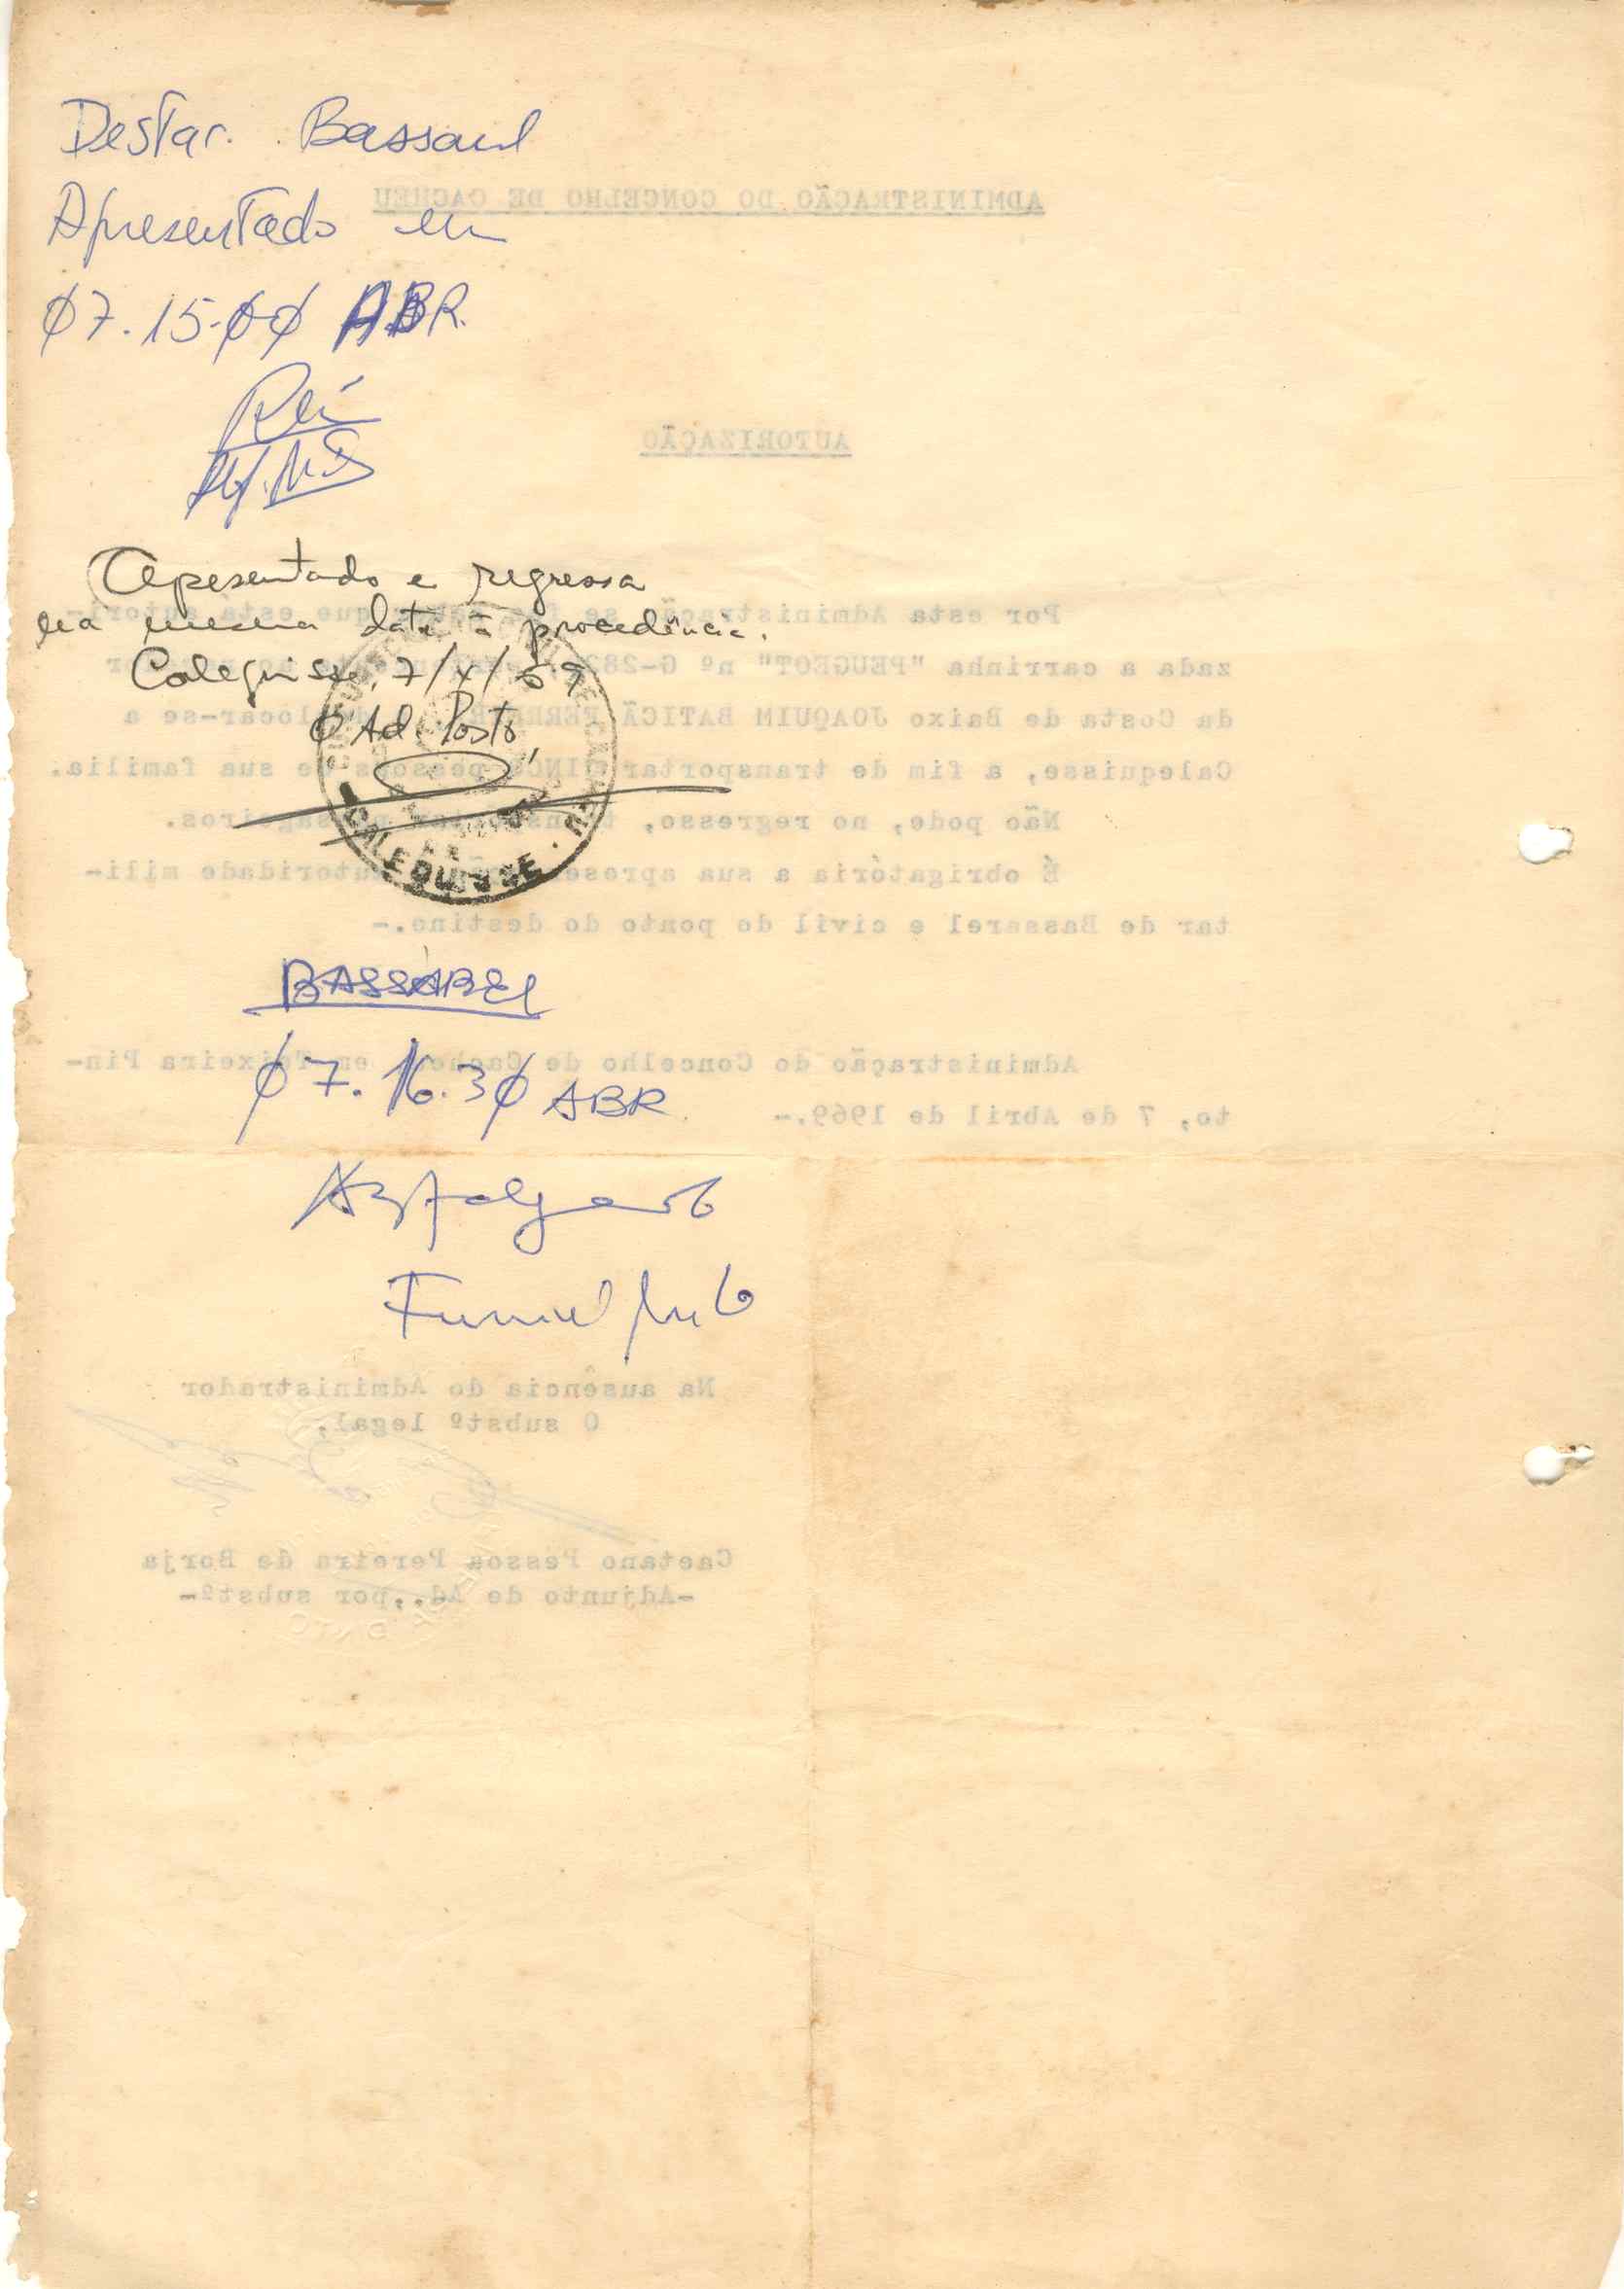 Destac. Bassarel
Apresentado em
07.15.00 ABR.
Apresentado e regressa
na mesma data à procedência.
Calequisse, 7/4/69
O Ad. Posto,
CALEQUISSE
BASSAREL
07.16.30 ABR
ADMINISTRAÇÃO DO CONCELHO DE CACHEU
AUTORIZAÇÃO
Por esta Administração se que esta autori-
zada a carrinha "PEUGEOT" nº G-28
da Costa de Baixo JOAQUIM BATICÃ locar-se a
Calequisse, a fim de transportar CINCO pessoas de sua familia.
Não pode, no regresso, transportar passageiros.
É obrigatória a sua apresentação autoridade mili-
tar de Bassarel e civil do ponto do destino.-
Administração do Concelho de Cacheu em Teixeira Pin-
to, 7 de Abril de 1969.-
Na ausência do Administrador
O substº legal,
Caetano Pessoa Pereira de Borja
-Adjunto de Ad., por substº-